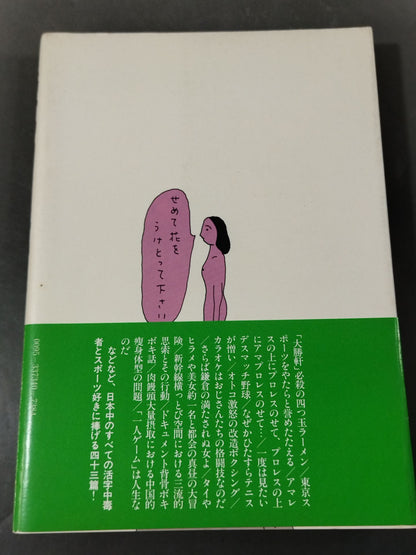 せめて花を
うけとって下さい
「大勝軒」必殺の四つ玉ラーメン／東京ス
ポーツをやたらと誉めたたえる／アマレ
スの上にプロレスのせて、プロレスの上
にアマプロレスのせて…／一度は見たい
デスマッチ野球／なぜかひたすらテニス
が憎い／オトコ激怒の改造ボクシング／
カラオケはおじさんたちの格闘技なのだ
／さらば鎌倉の満たされぬ女よ／タイや
ヒラメや美女約一名と都会の真昼の大冒
険／新幹線横っとび空間における三流的
思索とその行動／ドキュメント背骨ボキ
ボキ話／肉饅頭大量摂取における中国的
痩身体型の問題／「一人ゲーム」は人生な
のだ
などなど、日本中のすべての活字中毒
者とスポーツ好きに捧げる四十三篇！